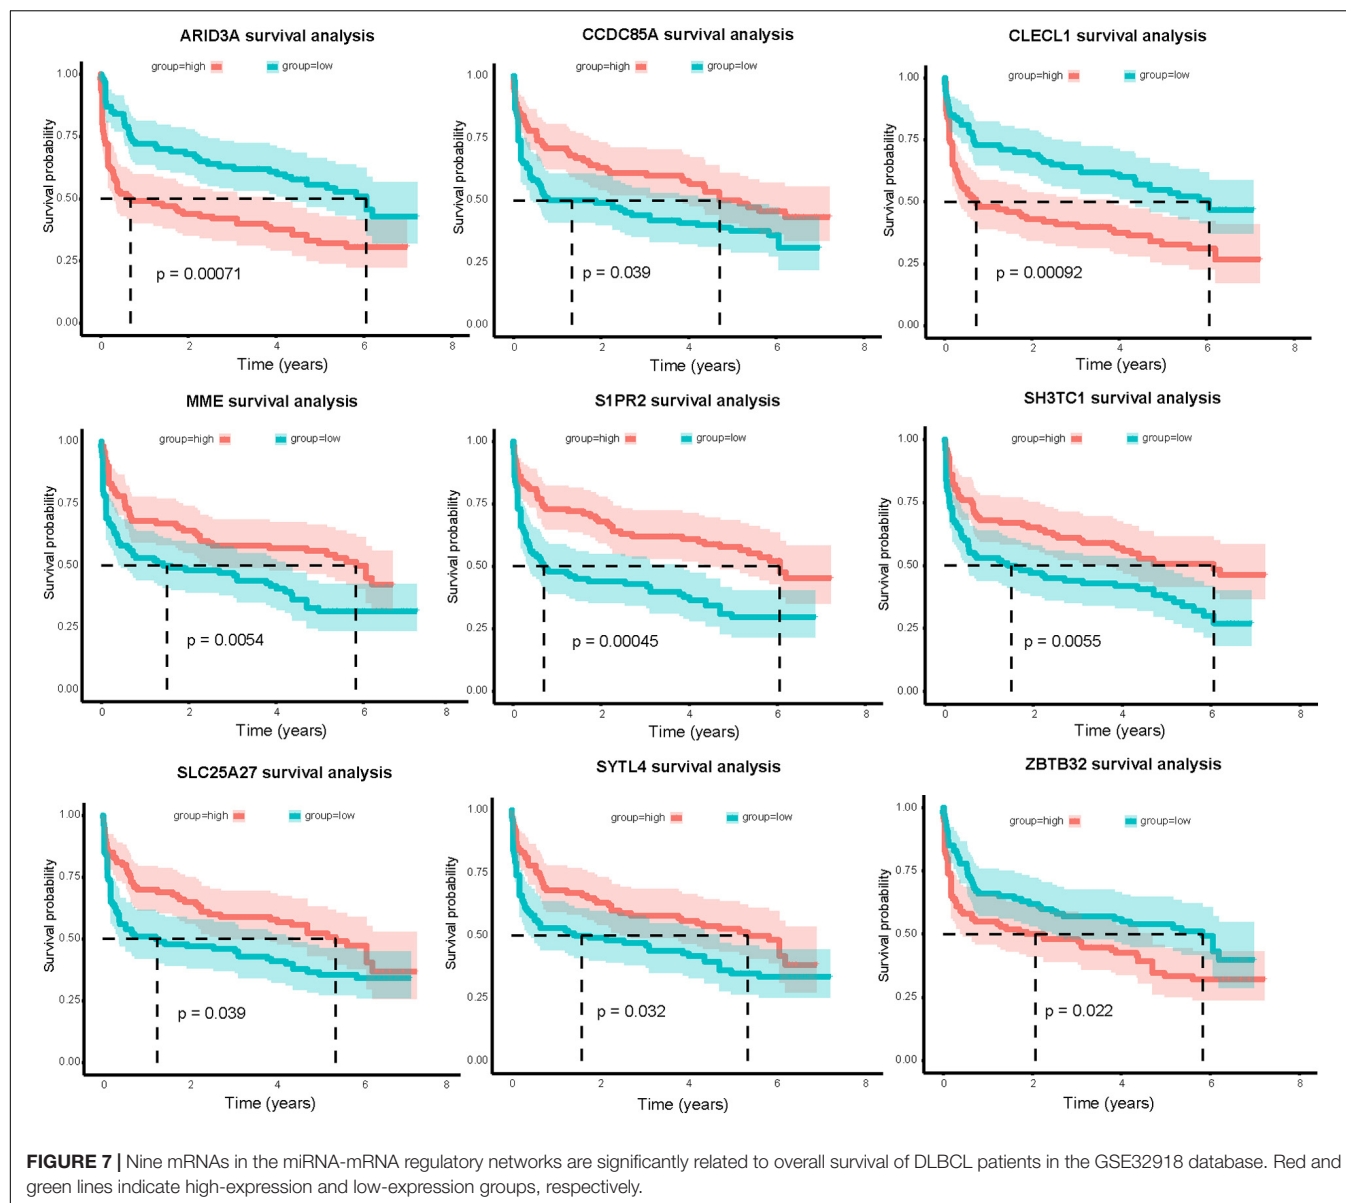 ARID3A survival analysis
group=high group=low
Survival probability
1.00
0.75
0.50
0.25
0.00
p = 0.00071
0 2 4 6 8
Time (years)
CCDC85A survival analysis
group=high group=low
Survival probability
1.00
0.75
0.50
0.25
0.00
p = 0.039
0 2 4 6 8
Time (years)
CLECL1 survival analysis
group=high group=low
Survival probability
1.00
0.75
0.50
0.25
0.00
p = 0.00092
0 2 4 6 8
Time (years)
MME survival analysis
group=high group=low
Survival probability
1.00
0.75
0.50
0.25
0.00
p = 0.0054
0 2 4 6 8
Time (years)
S1PR2 survival analysis
group=high group=low
Survival probability
1.00
0.75
0.50
0.25
0.00
p = 0.00045
0 2 4 6 8
Time (years)
SH3TC1 survival analysis
group=high group=low
Survival probability
1.00
0.75
0.50
0.25
0.00
p = 0.0055
0 2 4 6 8
Time (years)
SLC25A27 survival analysis
group=high group=low
Survival probability
1.00
0.75
0.50
0.25
0.00
p = 0.039
0 2 4 6 8
Time (years)
SYTL4 survival analysis
group=high group=low
Survival probability
1.00
0.75
0.50
0.25
0.00
p = 0.032
0 2 4 6 8
Time (years)
ZBTB32 survival analysis
group=high group=low
Survival probability
1.00
0.75
0.50
0.25
0.00
p = 0.022
0 2 4 6 8
Time (years)
FIGURE 7 | Nine mRNAs in the miRNA-mRNA regulatory networks are significantly related to overall survival of DLBCL patients in the GSE32918 database. Red and
green lines indicate high-expression and low-expression groups, respectively.